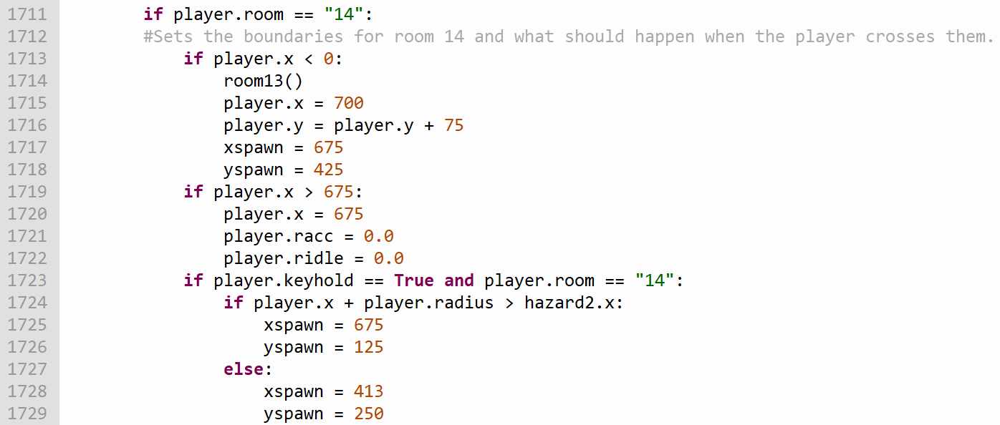 1711 if player.room == "14":
1712 #Sets the boundaries for room 14 and what should happen when the player crosses them.
1713 if player.x < 0:
1714 room13()
1715 player.x = 700
1716 player.y = player.y + 75
1717 xspawn = 675
1718 yspawn = 425
1719 if player.x > 675:
1720 player.x = 675
1721 player.racc = 0.0
1722 player.ridle = 0.0
1723 if player.keyhold == True and player.room == "14":
1724 if player.x + player.radius > hazard2.x:
1725 xspawn = 675
1726 yspawn = 125
1727 else:
1728 xspawn = 413
1729 yspawn = 250